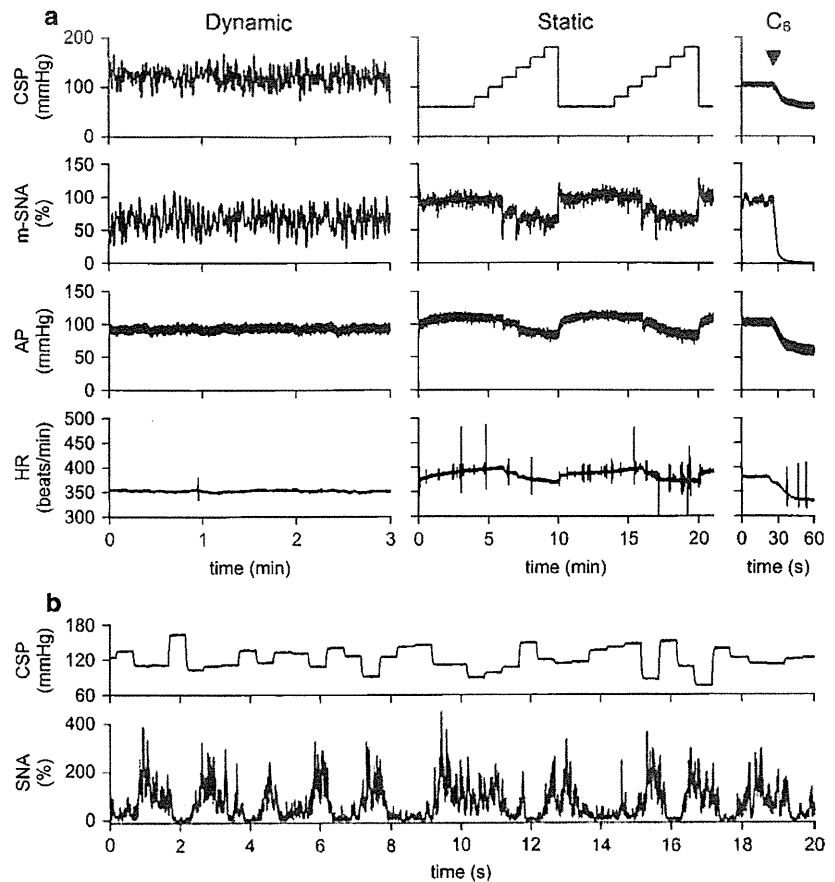 a
Dynamic
Static
C6
CSP
(mmHg)
200
100
0
m-SNA
(%)
150
100
50
0
AP
(mmHg)
150
100
50
0
HR
(beats/min)
500
450
400
350
300
0 1 2 3
0 5 10 15 20
0 30 60
time (min)
time (min)
time (s)
b
CSP
(mmHg)
180
120
60
SNA
(%)
400
200
0
0 2 4 6 8 10 12 14 16 18 20
time (s)